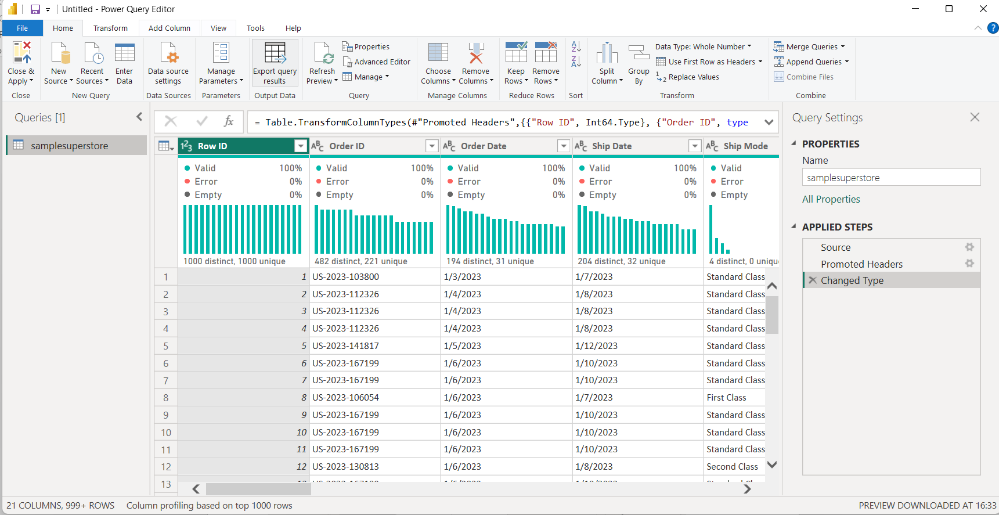 Untitled - Power Query Editor
File Home Transform Add Column View Tools Help
Close & Apply
Close
New Source
Recent Sources
Enter Data
New Query
Data source settings
Data Sources
Manage Parameters
Parameters
Export query results
Output Data
Refresh Preview
Properties
Advanced Editor
Manage
Query
Choose Columns
Remove Columns
Manage Columns
Keep Rows
Remove Rows
Reduce Rows
Sort
Split Column
Group By
Data Type: Whole Number
Use First Row as Headers
Replace Values
Transform
Merge Queries
Append Queries
Combine Files
Combine
Queries [1]
samplesuperstore
fx
= Table.TransformColumnTypes(#"Promoted Headers",{{"Row ID", Int64.Type}, {"Order ID", type
Row ID Order ID Order Date Ship Date Ship Mode
Valid 100% Valid 100% Valid 100% Valid 100% Valid
Error 0% Error 0% Error 0% Error 0% Error
Empty 0% Empty 0% Empty 0% Empty 0% Empty
1000 distinct, 1000 unique 482 distinct, 221 unique 194 distinct, 31 unique 204 distinct, 32 unique 4 distinct, 0 uniqu
1 1 US-2023-103800 1/3/2023 1/7/2023 Standard Class
2 2 US-2023-112326 1/4/2023 1/8/2023 Standard Class
3 3 US-2023-112326 1/4/2023 1/8/2023 Standard Class
4 4 US-2023-112326 1/4/2023 1/8/2023 Standard Class
5 5 US-2023-141817 1/5/2023 1/12/2023 Standard Class
6 6 US-2023-167199 1/6/2023 1/10/2023 Standard Class
7 7 US-2023-167199 1/6/2023 1/10/2023 Standard Class
8 8 US-2023-106054 1/6/2023 1/7/2023 First Class
9 9 US-2023-167199 1/6/2023 1/10/2023 Standard Class
10 10 US-2023-167199 1/6/2023 1/10/2023 Standard Class
11 11 US-2023-167199 1/6/2023 1/10/2023 Standard Class
12 12 US-2023-130813 1/6/2023 1/8/2023 Second Class
13
Query Settings
PROPERTIES
Name
samplesuperstore
All Properties
APPLIED STEPS
Source
Promoted Headers
Changed Type
21 COLUMNS, 999+ ROWS Column profiling based on top 1000 rows PREVIEW DOWNLOADED AT 16:33